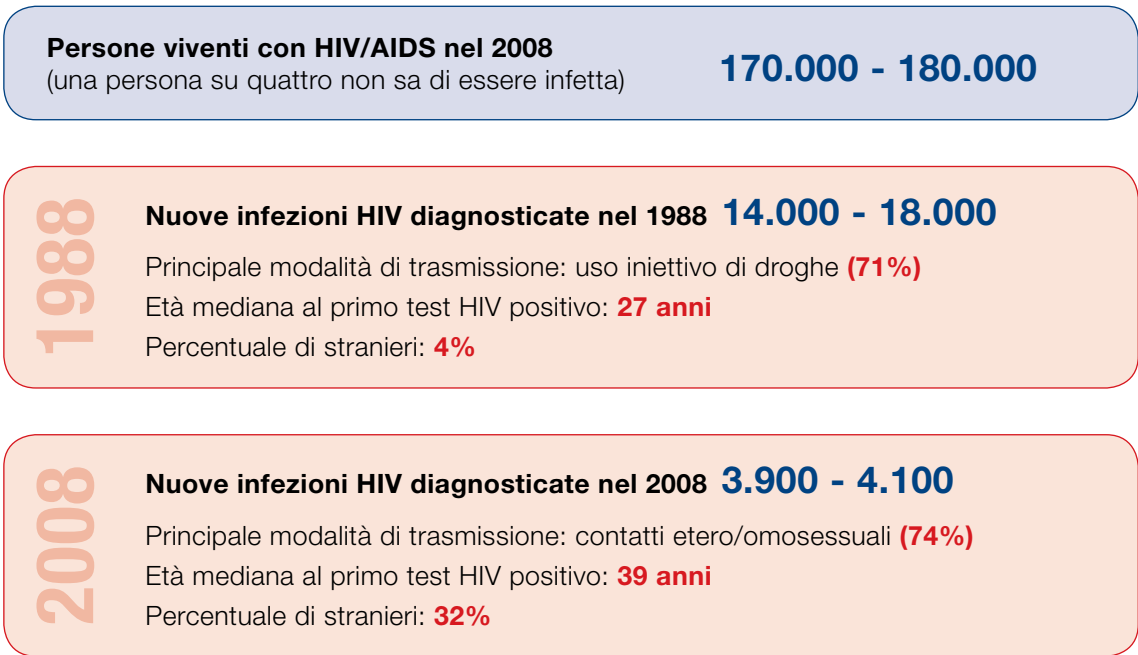 Persone viventi con HIV/AIDS nel 2008
(una persona su quattro non sa di essere infetta)
170.000 - 180.000
1988
Nuove infezioni HIV diagnosticate nel 1988 14.000 - 18.000
Principale modalità di trasmissione: uso iniettivo di droghe (71%)
Età mediana al primo test HIV positivo: 27 anni
Percentuale di stranieri: 4%
2008
Nuove infezioni HIV diagnosticate nel 2008 3.900 - 4.100
Principale modalità di trasmissione: contatti etero/omosessuali (74%)
Età mediana al primo test HIV positivo: 39 anni
Percentuale di stranieri: 32%